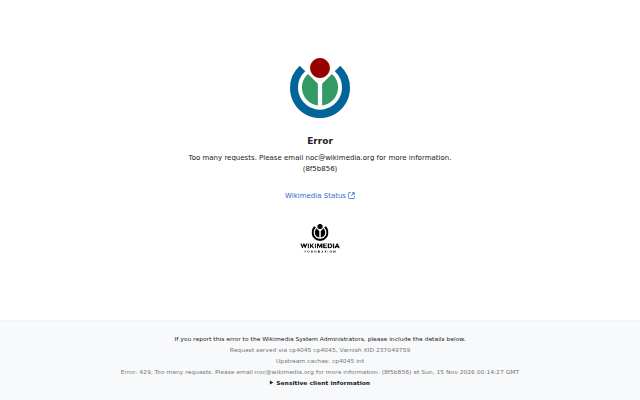 Error
Too many requests. Please email noc@wikimedia.org for more information.
(8f5b856)
Wikimedia Status
WIKIMEDIA
FOUNDATION
If you report this error to the Wikimedia System Administrators, please include the details below.
Request served via cp4045 cp4045, Varnish XID 237049759
Upstream caches: cp4045 int
Error: 429, Too many requests. Please email noc@wikimedia.org for more information. (8f5b856) at Sun, 15 Nov 2026 00:14:27 GMT
Sensitive client information